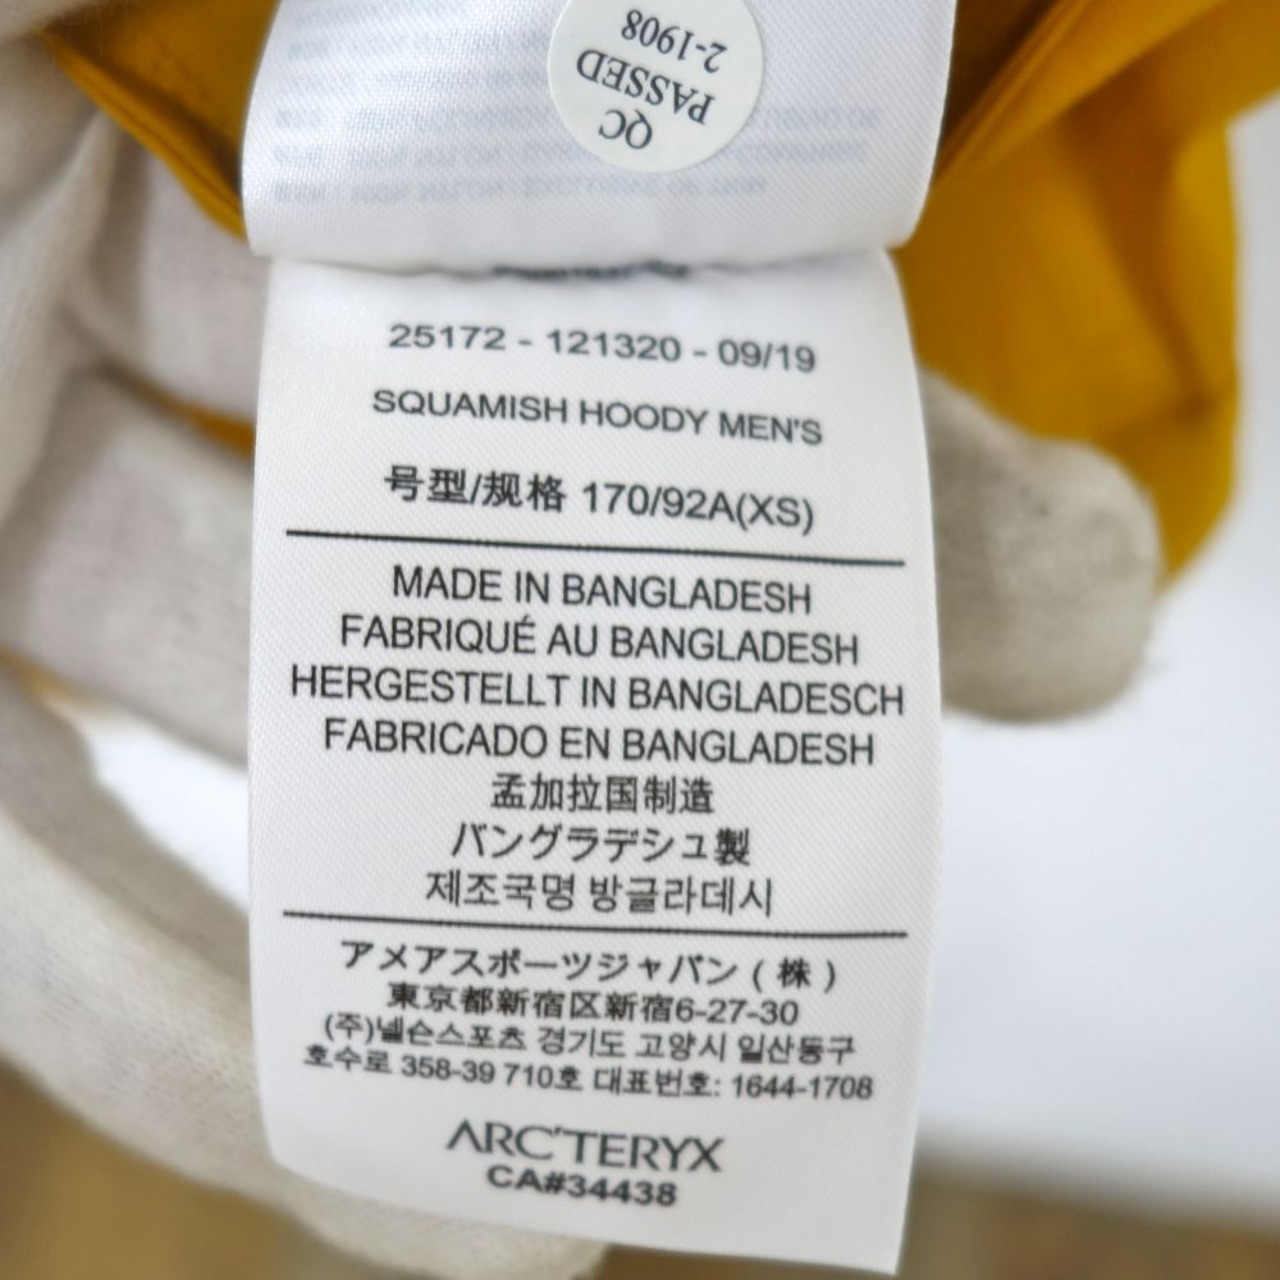 QC
PASSED
2-1908
25172 - 121320 - 09/19
SQUAMISH HOODY MEN'S
号型/规格 170/92A(XS)
MADE IN BANGLADESH
FABRIQUÉ AU BANGLADESH
HERGESTELLT IN BANGLADESCH
FABRICADO EN BANGLADESH
孟加拉国制造
バングラデシュ製
제조국명 방글라데시
アメアスポーツジャパン ( 株 )
東京都新宿区新宿6-27-30
(주)넬슨스포츠 경기도 고양시 일산동구
호수로 358-39 710호 대표번호: 1644-1708
ARC'TERYX
CA#34438